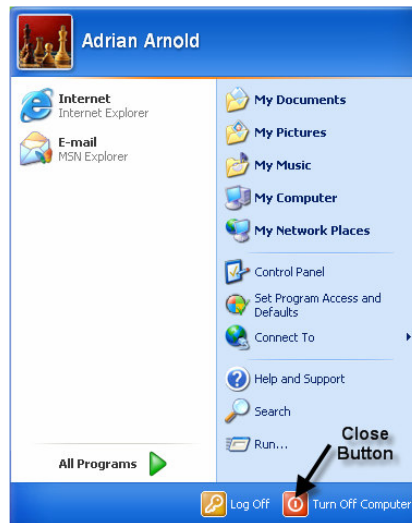 Adrian Arnold
Internet
Internet Explorer
E-mail
MSN Explorer
All Programs
My Documents
My Pictures
My Music
My Computer
My Network Places
Control Panel
Set Program Access and
Defaults
Connect To
Help and Support
Search
Run...
Close
Button
Log Off
Turn Off Computer